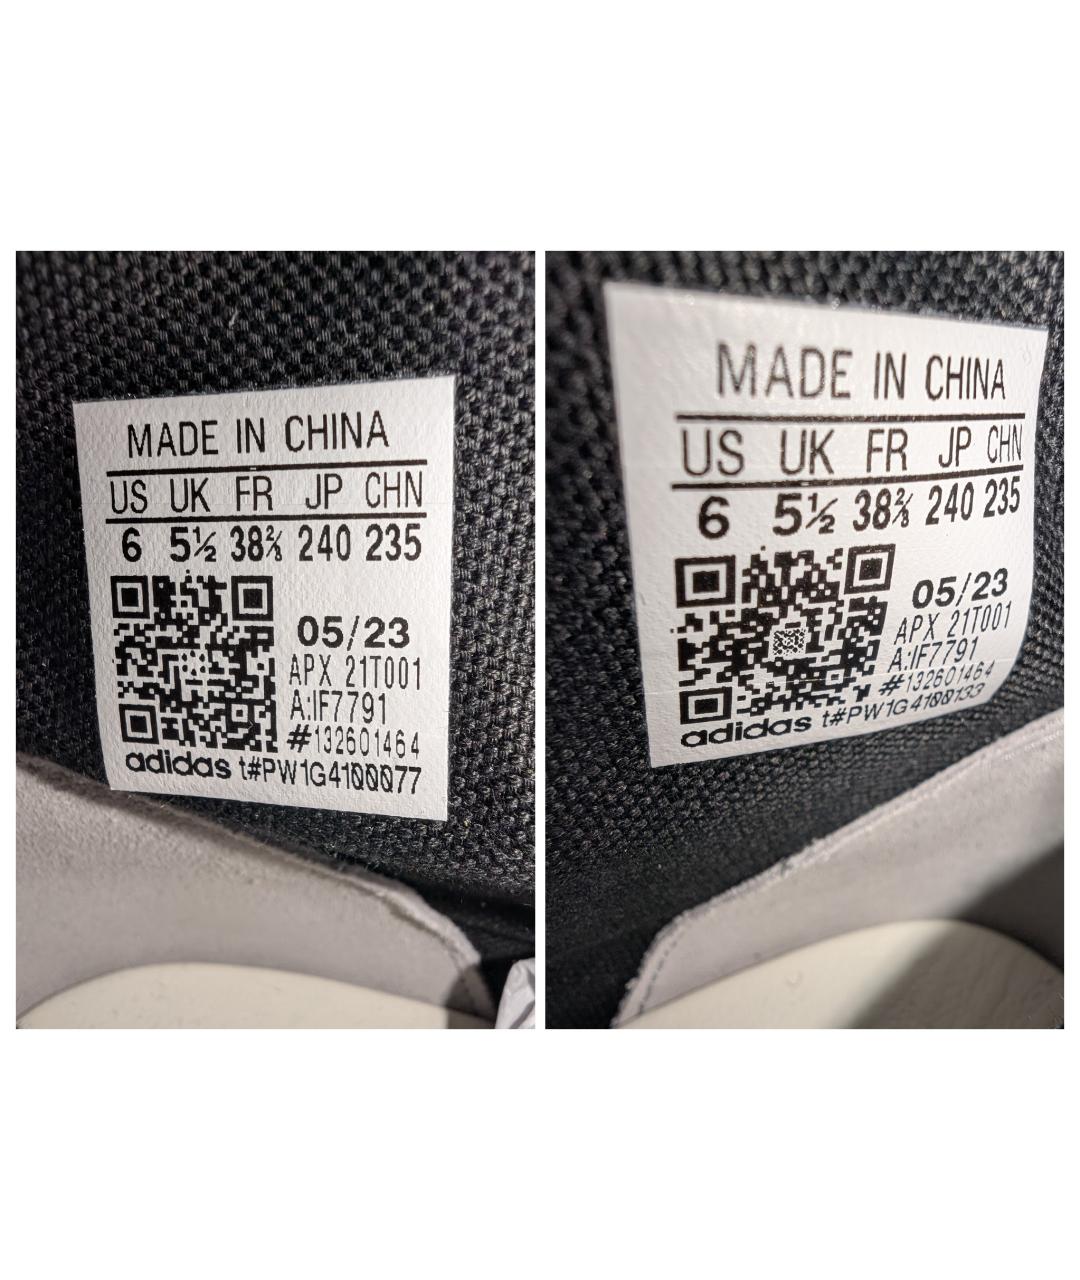 MADE IN CHINA
US UK FR JP CHN
6 5½ 38⅔ 240 235
05/23
APX 21T001
A:IF7791
#132601464
adidas t#PW1G4100077
MADE IN CHINA
US UK FR JP CHN
6 5½ 38⅔ 240 235
05/23
APX 21T001
A:IF7791
#132601464
adidas t#PW1G4100133